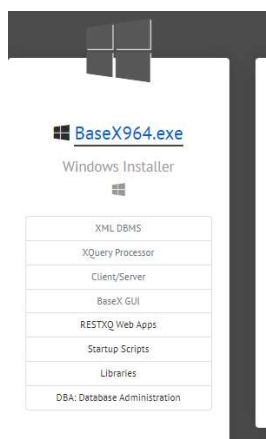 BaseX964.exe
Windows Installer
XML DBMS
XQuery Processor
Client/Server
BaseX GUI
RESTXQ Web Apps
Startup Scripts
Libraries
DBA: Database Administration